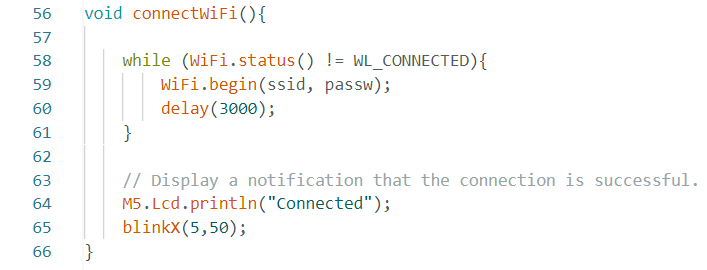 56 void connectWiFi(){
57
58 while (WiFi.status() != WL_CONNECTED){
59 WiFi.begin(ssid, passw);
60 delay(3000);
61 }
62
63 // Display a notification that the connection is successful.
64 M5.Lcd.println("Connected");
65 blinkX(5,50);
66 }